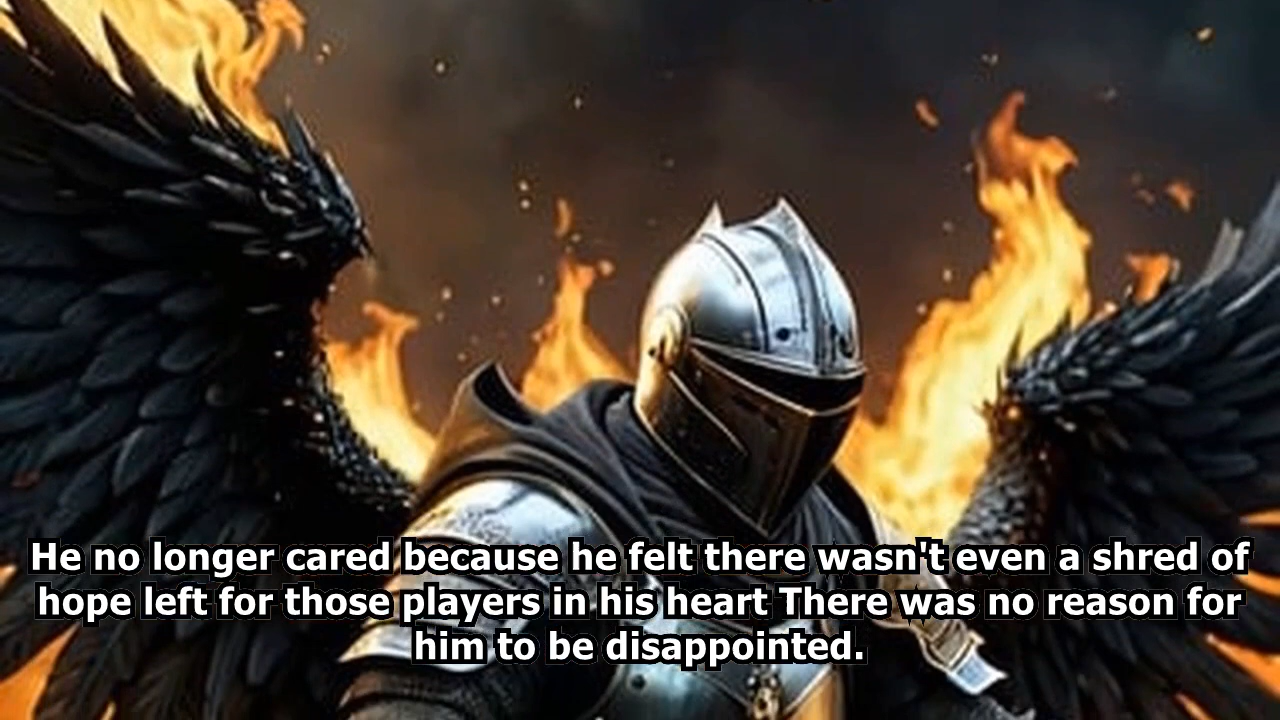 He no longer cared because he felt there wasn't even a shred of
hope left for those players in his heart There was no reason for
him to be disappointed.